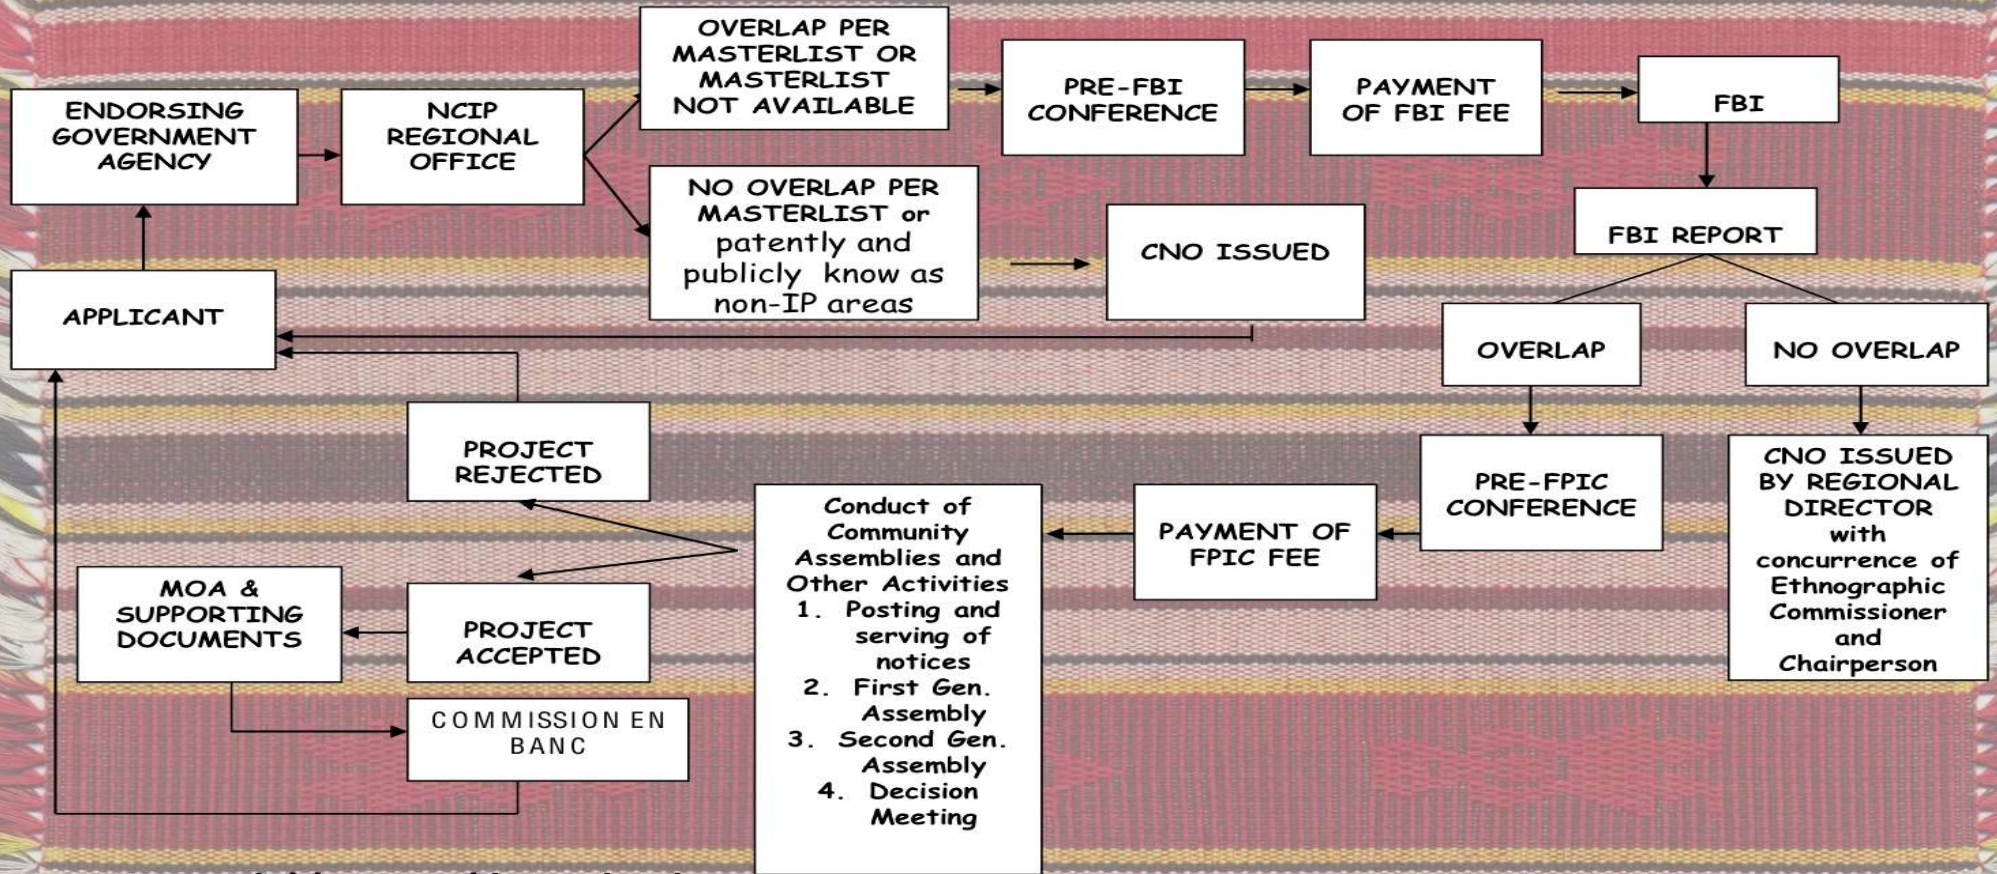 OVERLAP PER
MASTERLIST OR
MASTERLIST
NOT AVAILABLE
PRE-FBI
CONFERENCE
PAYMENT
OF FBI FEE
FBI
ENDORSING
GOVERNMENT
AGENCY
NCIP
REGIONAL
OFFICE
NO OVERLAP PER
MASTERLIST or
patently and
publicly know as
non-IP areas
CNO ISSUED
FBI REPORT
APPLICANT
OVERLAP
NO OVERLAP
PROJECT
REJECTED
PRE-FPIC
CONFERENCE
CNO ISSUED
BY REGIONAL
DIRECTOR
with
concurrence of
Ethnographic
Commissioner
and
Chairperson
PAYMENT OF
FPIC FEE
Conduct of
Community
Assemblies and
Other Activities
1. Posting and
serving of
notices
2. First Gen.
Assembly
3. Second Gen.
Assembly
4. Decision
Meeting
MOA &
SUPPORTING
DOCUMENTS
PROJECT
ACCEPTED
COMMISSION EN
BANC